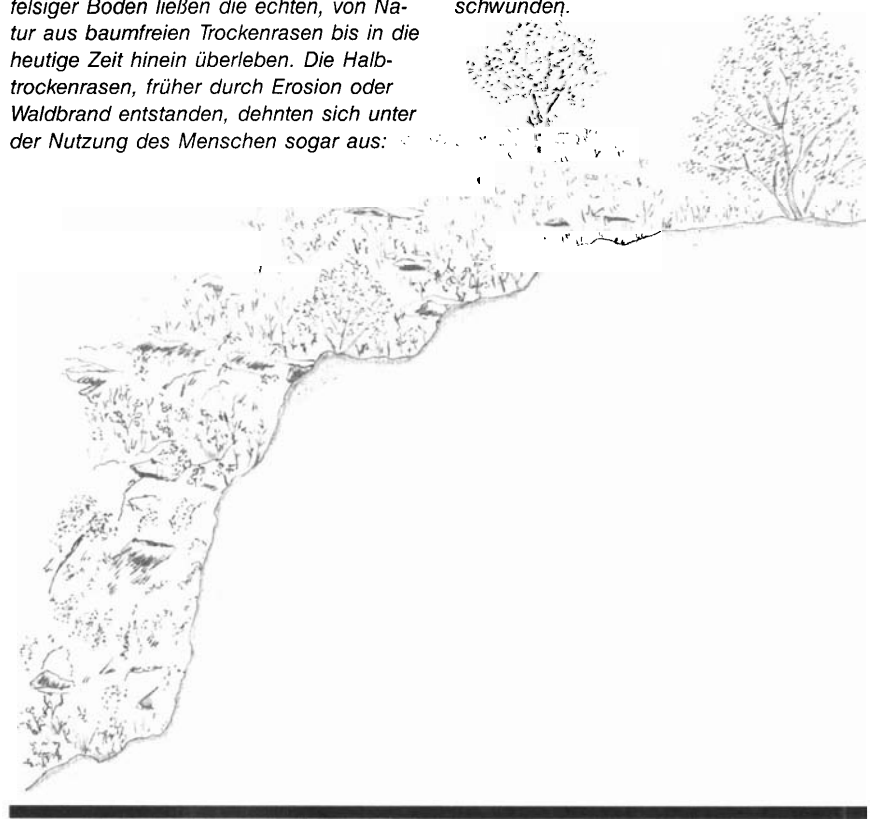 felsiger Boden ließen die echten, von Na-
tur aus baumfreien Trockenrasen bis in die
heutige Zeit hinein überleben. Die Halb-
trockenrasen, früher durch Erosion oder
Waldbrand entstanden, dehnten sich unter
der Nutzung des Menschen sogar aus:
schwunden.